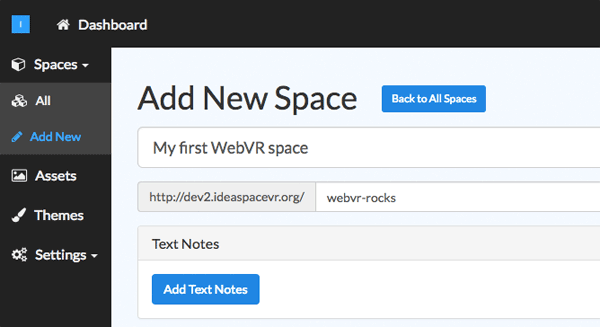 I
Dashboard
Spaces
All
Add New
Assets
Themes
Settings
Add New Space
Back to All Spaces
My first WebVR space
http://dev2.ideaspacevr.org/ webvr-rocks
Text Notes
Add Text Notes